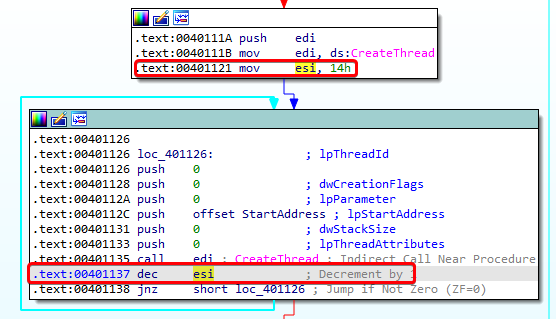 .text:0040111A push edi
.text:0040111B mov edi, ds:CreateThread
.text:00401121 mov esi, 14h
.text:00401126
.text:00401126 loc_401126: ; lpThreadId
.text:00401126 push 0
.text:00401128 push 0 ; dwCreationFlags
.text:0040112A push 0 ; lpParameter
.text:0040112C push offset StartAddress ; lpStartAddress
.text:00401131 push 0 ; dwStackSize
.text:00401133 push 0 ; lpThreadAttributes
.text:00401135 call edi ; CreateThread ; Indirect Call Near Procedure
.text:00401137 dec esi ; Decrement by 1
.text:00401138 jnz short loc_401126 ; Jump if Not Zero (ZF=0)